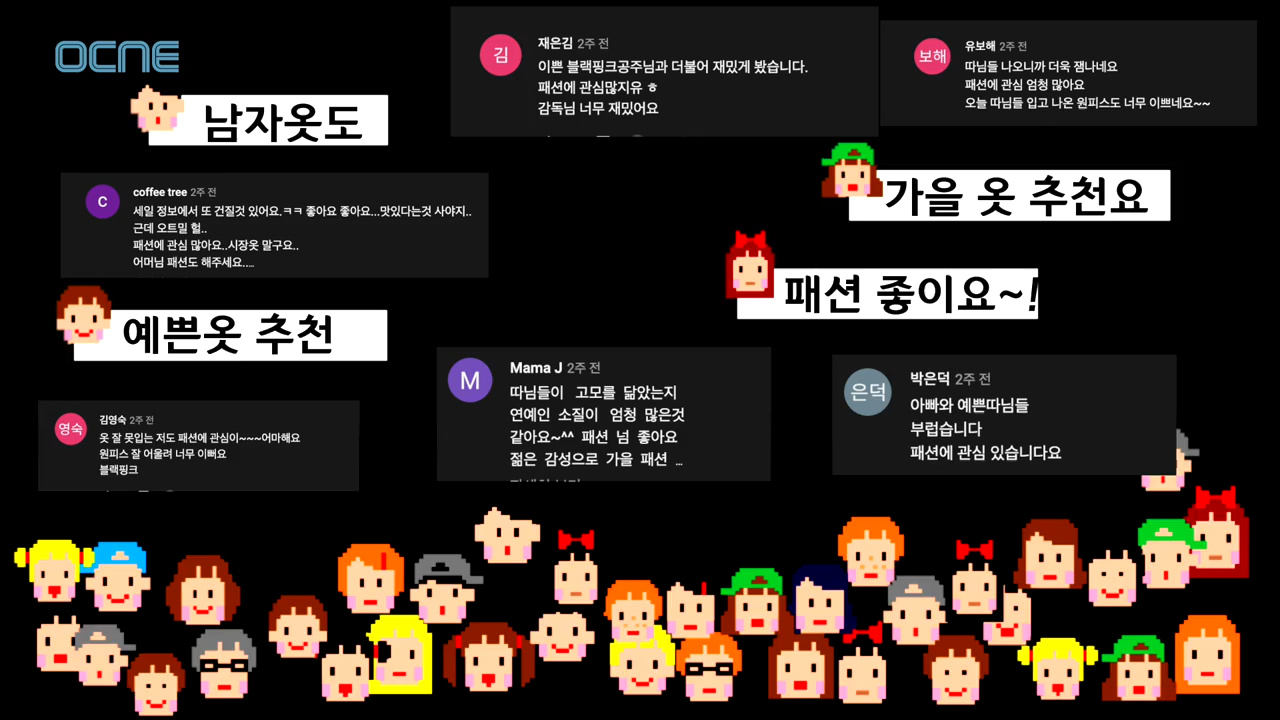 OCNE
김
재은김 2주 전
이쁜 블랙핑크공주님과 더불어 재밌게 봤습니다.
패션에 관심많지유 ㅎ
감독님 너무 재밌어요
보해
유보해 2주 전
따님들 나오니까 더욱 잼나네요
패션에 관심 엄청 많아요
오늘 따님들 입고 나온 원피스도 너무 이쁘네요~~
남자옷도
가을 옷 추천요
C
coffee tree 2주 전
세일 정보에서 또 건질것 있어요.ㅋㅋ 좋아요 좋아요...맛있다는것 사야지..
근데 오트밀 헐..
패션에 관심 많아요..시장옷 말구요..
어머님 패션도 해주세요.....
패션 좋이요~!
예쁜옷 추천
M
Mama J 2주 전
따님들이 고모를 닮았는지
연예인 소질이 엄청 많은것
같아요~^^ 패션 넘 좋아요
젊은 감성으로 가을 패션 ...
은덕
박은덕 2주 전
아빠와 예쁜따님들
부럽습니다
패션에 관심 있습니다요
영숙
김영숙 2주 전
옷 잘 못입는 저도 패션에 관심이~~~어마해요
원피스 잘 어울려 너무 이뻐요
블랙핑크